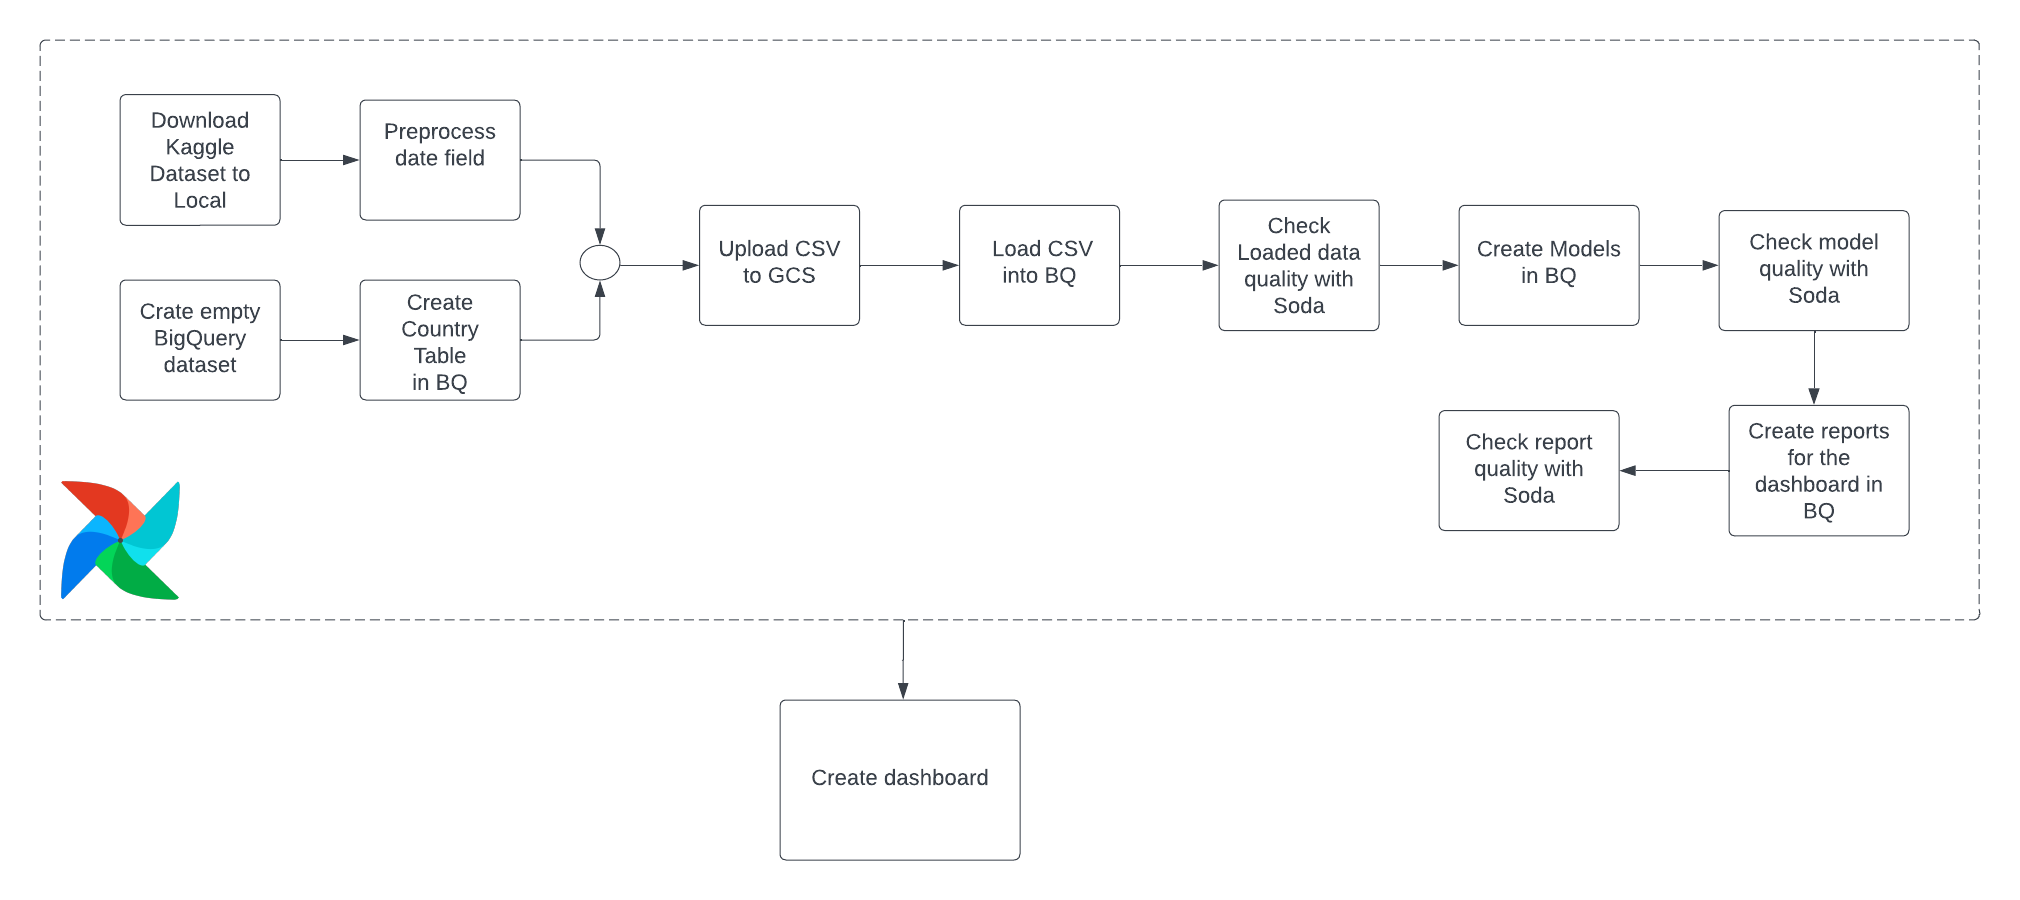 Download
Kaggle
Dataset to
Local
Preprocess
date field
Crate empty
BigQuery
dataset
Create
Country
Table
in BQ
Upload CSV
to GCS
Load CSV
into BQ
Check
Loaded data
quality with
Soda
Create Models
in BQ
Check model
quality with
Soda
Create reports
for the
dashboard in
BQ
Check report
quality with
Soda
Create dashboard